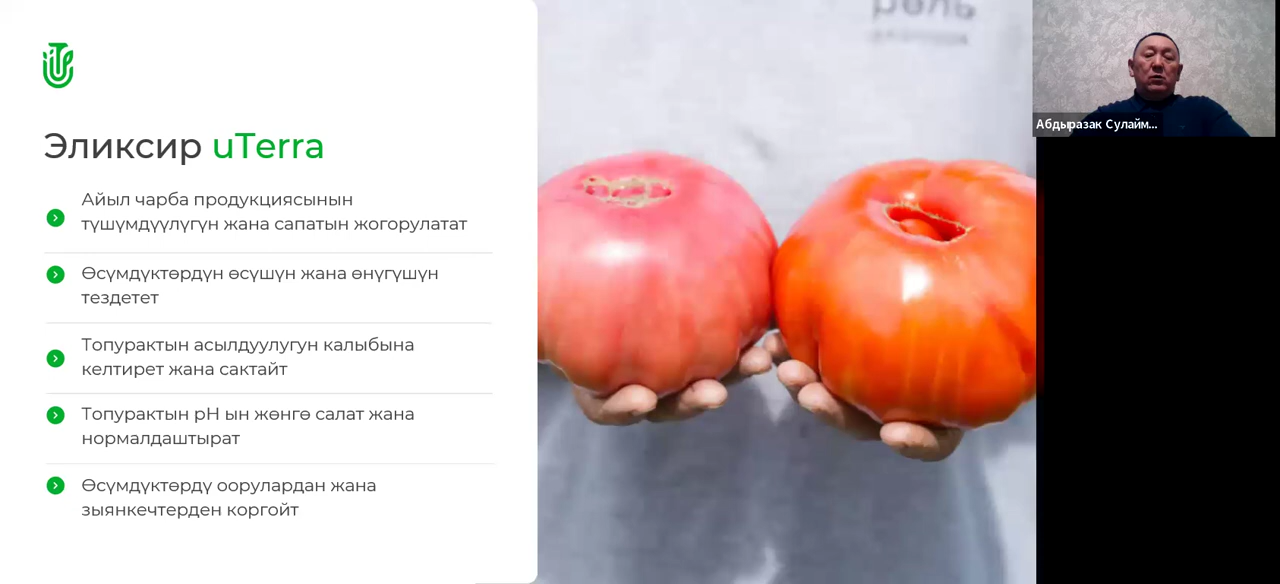 Эликсир uTerra
Айыл чарба продукциясынын
түшүмдүүлүгүн жана сапатын жогорулатат
Өсүмдүктөрдүн өсүшүн жана өнүгүшүн
тездетет
Топурактын асылдуулугун калыбына
келтирет жана сактайт
Топурактын pH ын жөнгө салат жана
нормалдаштырат
Өсүмдүктөрдү оорулардан жана
зыянкечтерден коргойт
Абдыразак Сулайм...